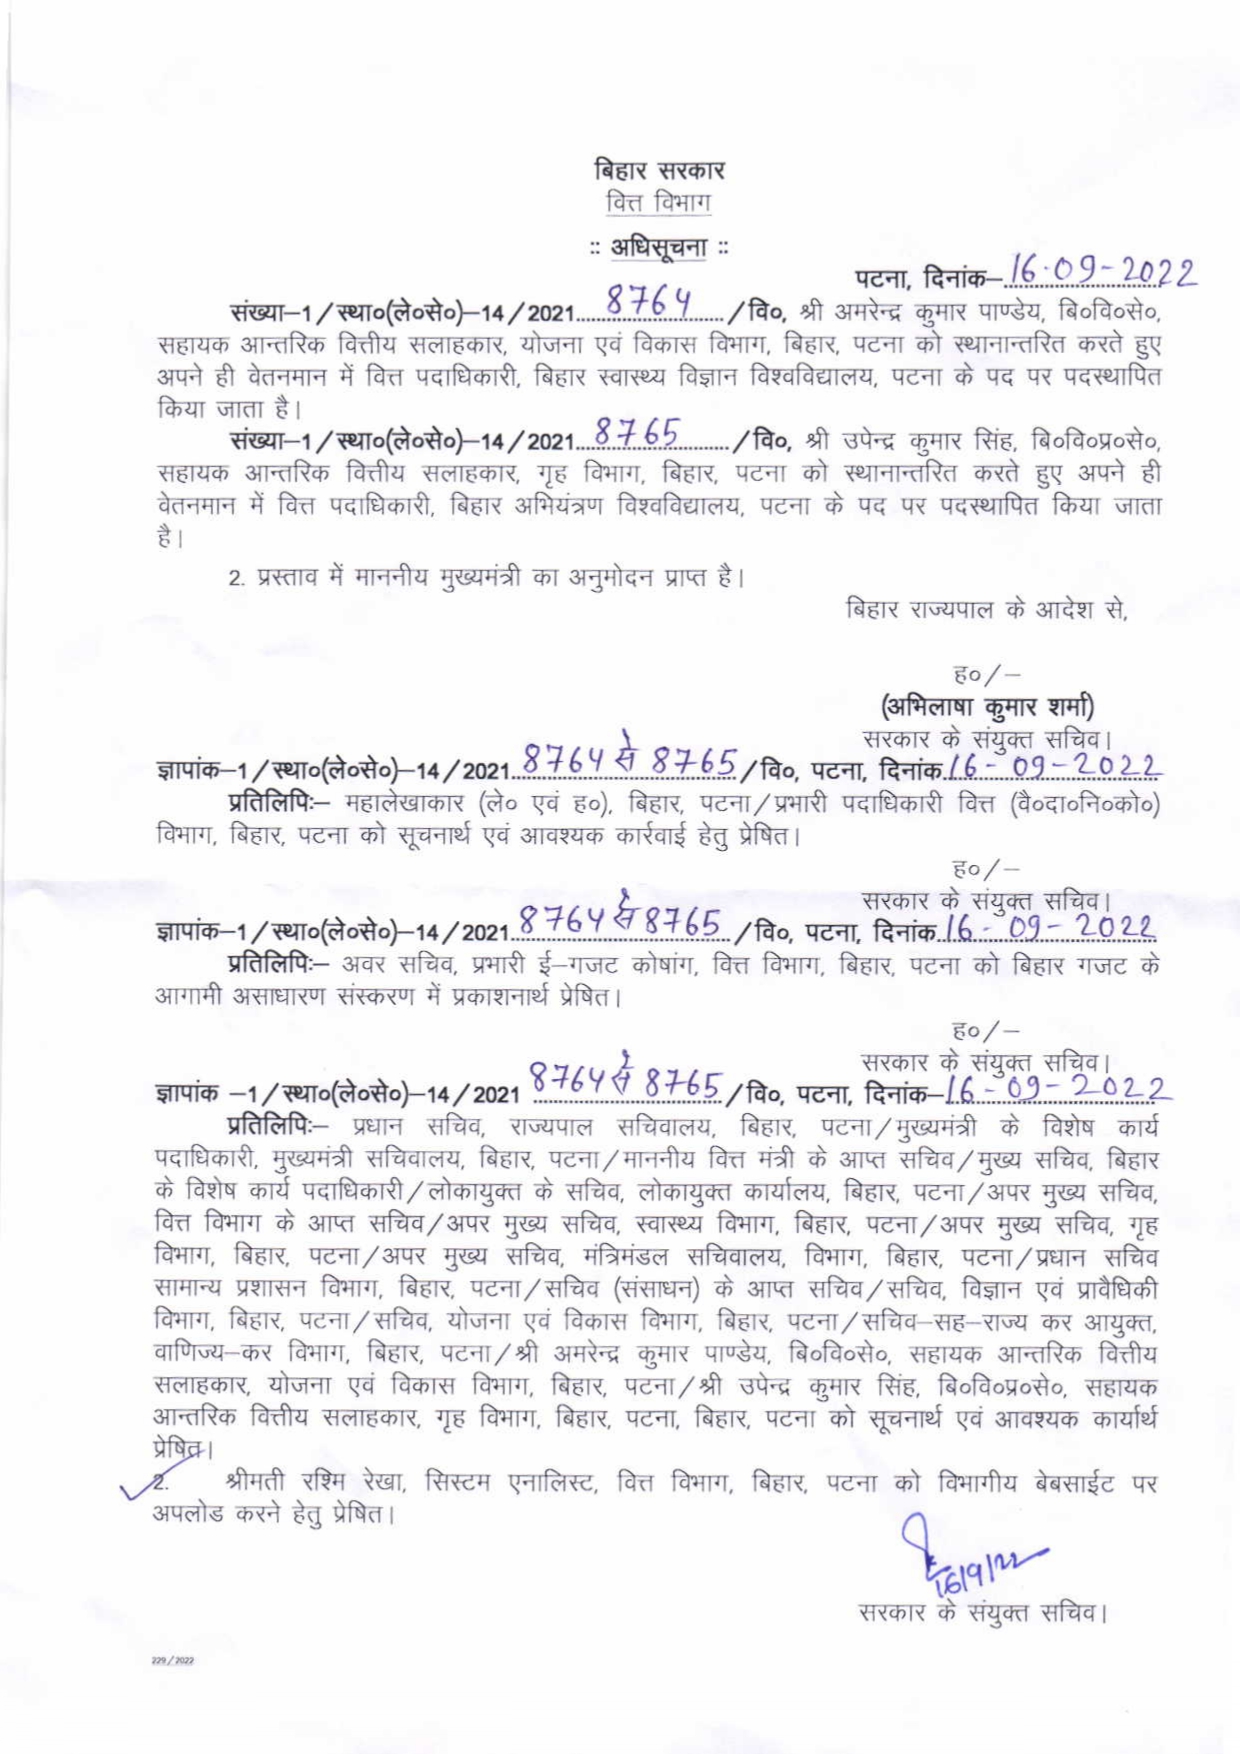 बिहार सरकार
वित्त विभाग
:: अधिसूचना ::
पटना, दिनांक–16.09-2022
संख्या–1/स्था०(ले०से०)–14/2021 8764 /वि०, श्री अमरेन्द्र कुमार पाण्डेय, बि०वि०से०,
सहायक आन्तरिक वित्तीय सलाहकार, योजना एवं विकास विभाग, बिहार, पटना को स्थानान्तरित करते हुए
अपने ही वेतनमान में वित्त पदाधिकारी, बिहार स्वास्थ्य विज्ञान विश्वविद्यालय, पटना के पद पर पदस्थापित
किया जाता है।
संख्या–1/स्था०(ले०से०)–14/2021 8765 /वि०, श्री उपेन्द्र कुमार सिंह, बि०वि०प्र०से०,
सहायक आन्तरिक वित्तीय सलाहकार, गृह विभाग, बिहार, पटना को स्थानान्तरित करते हुए अपने ही
वेतनमान में वित्त पदाधिकारी, बिहार अभियंत्रण विश्वविद्यालय, पटना के पद पर पदस्थापित किया जाता
है।
2. प्रस्ताव में माननीय मुख्यमंत्री का अनुमोदन प्राप्त है।
बिहार राज्यपाल के आदेश से,
ह०/–
(अभिलाषा कुमार शर्मा)
सरकार के संयुक्त सचिव।
ज्ञापांक–1/स्था०(ले०से०)–14/2021 8764 से 8765 /वि०, पटना, दिनांक 16-09-2022
प्रतिलिपिः– महालेखाकार (ले० एवं ह०), बिहार, पटना/प्रभारी पदाधिकारी वित्त (वै०दा०नि०को०)
विभाग, बिहार, पटना को सूचनार्थ एवं आवश्यक कार्रवाई हेतु प्रेषित।
ह०/–
सरकार के संयुक्त सचिव।
ज्ञापांक–1/स्था०(ले०से०)–14/2021 8764 से 8765 /वि०, पटना, दिनांक 16-09-2022
प्रतिलिपिः– अवर सचिव, प्रभारी ई–गजट कोषांग, वित्त विभाग, बिहार, पटना को बिहार गजट के
आगामी असाधारण संस्करण में प्रकाशनार्थ प्रेषित।
ह०/–
सरकार के संयुक्त सचिव।
ज्ञापांक –1/स्था०(ले०से०)–14/2021 8764 से 8765 /वि०, पटना, दिनांक–16-09-2022
प्रतिलिपिः– प्रधान सचिव, राज्यपाल सचिवालय, बिहार, पटना/मुख्यमंत्री के विशेष कार्य
पदाधिकारी, मुख्यमंत्री सचिवालय, बिहार, पटना/माननीय वित्त मंत्री के आप्त सचिव/मुख्य सचिव, बिहार
के विशेष कार्य पदाधिकारी/लोकायुक्त के सचिव, लोकायुक्त कार्यालय, बिहार, पटना/अपर मुख्य सचिव,
वित्त विभाग के आप्त सचिव/अपर मुख्य सचिव, स्वास्थ्य विभाग, बिहार, पटना/अपर मुख्य सचिव, गृह
विभाग, बिहार, पटना/अपर मुख्य सचिव, मंत्रिमंडल सचिवालय, विभाग, बिहार, पटना/प्रधान सचिव
सामान्य प्रशासन विभाग, बिहार, पटना/सचिव (संसाधन) के आप्त सचिव/सचिव, विज्ञान एवं प्रावैधिकी
विभाग, बिहार, पटना/सचिव, योजना एवं विकास विभाग, बिहार, पटना/सचिव–सह–राज्य कर आयुक्त,
वाणिज्य–कर विभाग, बिहार, पटना/श्री अमरेन्द्र कुमार पाण्डेय, बि०वि०से०, सहायक आन्तरिक वित्तीय
सलाहकार, योजना एवं विकास विभाग, बिहार, पटना/श्री उपेन्द्र कुमार सिंह, बि०वि०प्र०से०, सहायक
आन्तरिक वित्तीय सलाहकार, गृह विभाग, बिहार, पटना, बिहार, पटना को सूचनार्थ एवं आवश्यक कार्यार्थ
प्रेषित।
2. श्रीमती रश्मि रेखा, सिस्टम एनालिस्ट, वित्त विभाग, बिहार, पटना को विभागीय बेबसाईट पर
अपलोड करने हेतु प्रेषित।
16/9/22
सरकार के संयुक्त सचिव।
229/2022